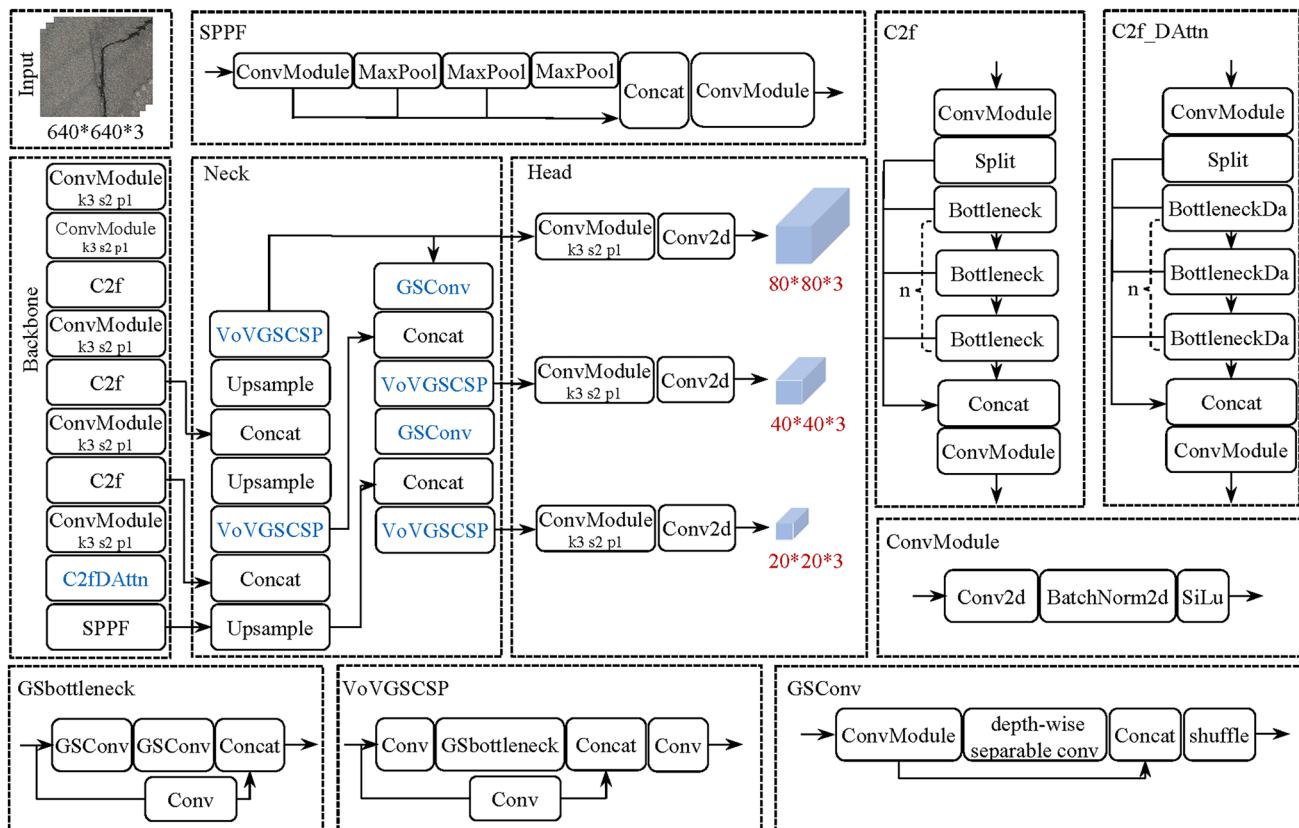 Input
640*640*3
SPPF
ConvModule
MaxPool
MaxPool
MaxPool
Concat
ConvModule
C2f
ConvModule
Split
Bottleneck
Bottleneck
n
Bottleneck
Concat
ConvModule
C2f_DAttn
ConvModule
Split
BottleneckDa
BottleneckDa
n
BottleneckDa
Concat
ConvModule
Backbone
ConvModule
k3 s2 p1
ConvModule
k3 s2 p1
C2f
ConvModule
k3 s2 p1
C2f
ConvModule
k3 s2 p1
C2f
ConvModule
k3 s2 p1
C2fDAttn
SPPF
Neck
VoVGSCSP
Upsample
Concat
Upsample
VoVGSCSP
Concat
Upsample
GSConv
Concat
VoVGSCSP
GSConv
Concat
VoVGSCSP
Head
ConvModule
k3 s2 p1
Conv2d
80*80*3
ConvModule
k3 s2 p1
Conv2d
40*40*3
ConvModule
k3 s2 p1
Conv2d
20*20*3
ConvModule
Conv2d
BatchNorm2d
SiLu
GSbottleneck
GSConv
GSConv
Concat
Conv
VoVGSCSP
Conv
GSbottleneck
Concat
Conv
Conv
GSConv
ConvModule
depth-wise
separable conv
Concat
shuffle